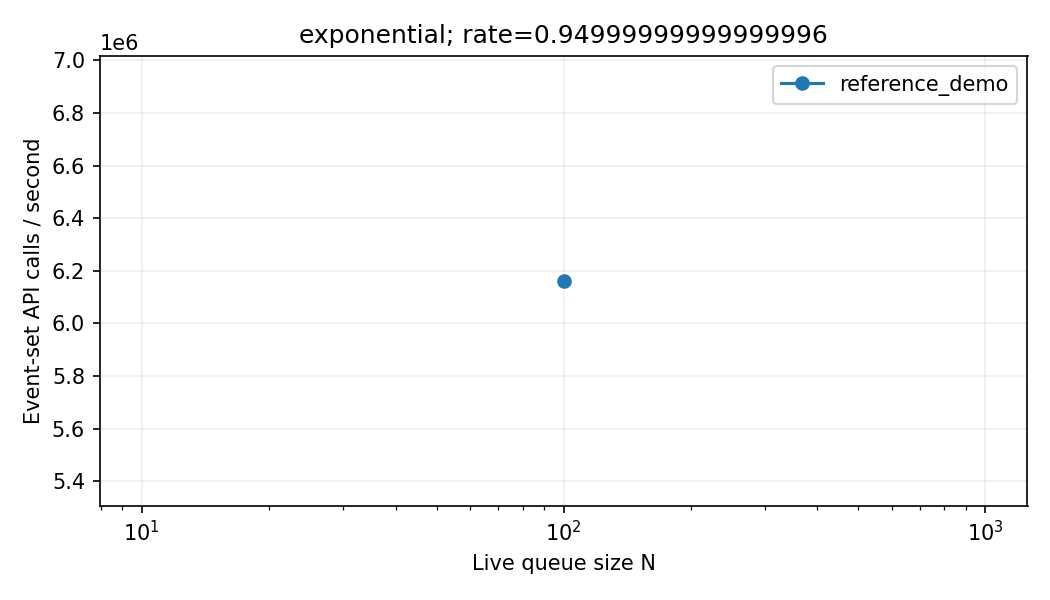 exponential; rate=0.94999999999999996
1e6
7.0
6.8
6.6
6.4
6.2
6.0
5.8
5.6
5.4
Event-set API calls / second
reference_demo
10¹
10²
10³
Live queue size N